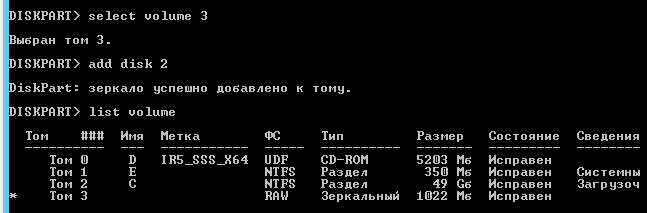 DISKPART> select volume 3
Выбран том 3.
DISKPART> add disk 2
DiskPart: зеркало успешно добавлено к тому.
DISKPART> list volume
Том ### Имя Метка ФС Тип Размер Состояние Сведения
---------- --- ----------- ----- ---------- ------- --------- --------
Том 0 D IR5_SSS_X64 UDF CD-ROM 5203 Мб Исправен
Том 1 E NTFS Раздел 350 Мб Исправен Системны
Том 2 C NTFS Раздел 49 Gб Исправен Загрузоч
* Том 3 RAW Зеркальный 1022 Мб Исправен